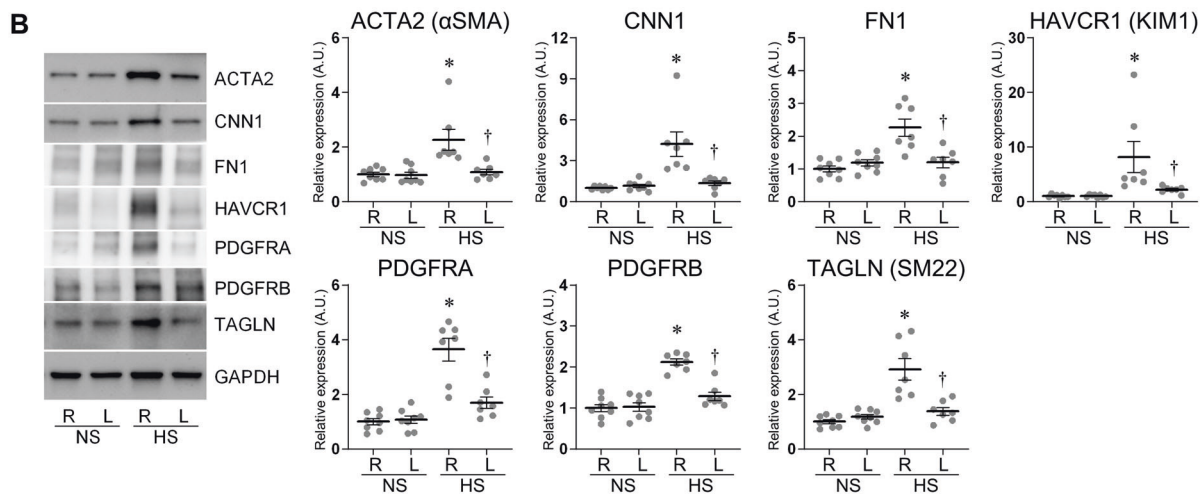 B
ACTA2
CNN1
FN1
HAVCR1
PDGFRA
PDGFRB
TAGLN
GAPDH
R L R L
NS HS
ACTA2 (αSMA)
Relative expression (A.U.)
6
4
2
0
*
†
R L R L
NS HS
CNN1
Relative expression (A.U.)
12
9
6
3
0
*
†
R L R L
NS HS
FN1
Relative expression (A.U.)
5
4
3
2
1
0
*
†
R L R L
NS HS
HAVCR1 (KIM1)
Relative expression (A.U.)
30
20
10
0
*
†
R L R L
NS HS
PDGFRA
Relative expression (A.U.)
6
4
2
0
*
†
R L R L
NS HS
PDGFRB
Relative expression (A.U.)
4
3
2
1
0
*
†
R L R L
NS HS
TAGLN (SM22)
Relative expression (A.U.)
6
5
4
3
2
1
0
*
†
R L R L
NS HS